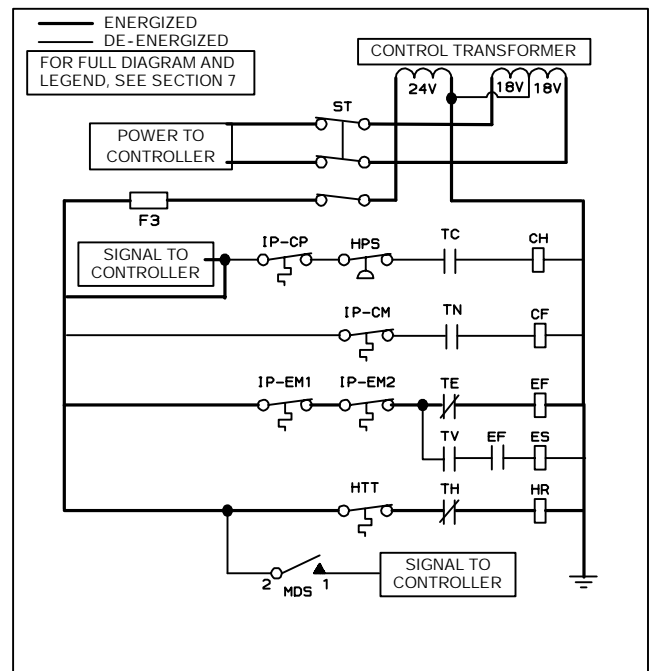 ENERGIZED
DE-ENERGIZED
FOR FULL DIAGRAM AND
LEGEND, SEE SECTION 7
CONTROL TRANSFORMER
24V
18V
18V
ST
POWER TO
CONTROLLER
F3
SIGNAL TO
CONTROLLER
IP-CP
HPS
TC
CH
IP-CM
TN
CF
IP-EM1
IP-EM2
TE
EF
TV
EF
ES
HTT
TH
HR
2
MDS
1
SIGNAL TO
CONTROLLER